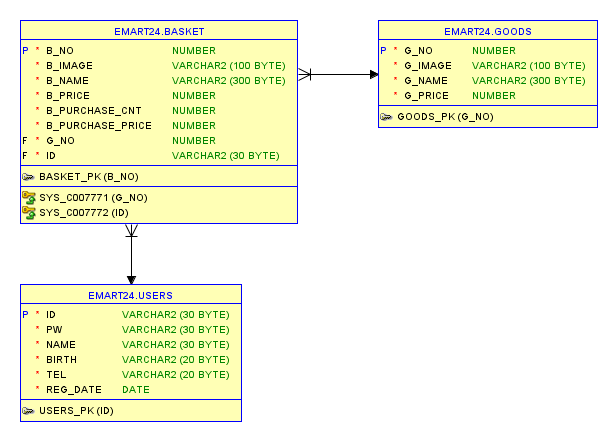 EMART24.BASKET
P * B_NO NUMBER
* B_IMAGE VARCHAR2 (100 BYTE)
* B_NAME VARCHAR2 (300 BYTE)
* B_PRICE NUMBER
* B_PURCHASE_CNT NUMBER
* B_PURCHASE_PRICE NUMBER
F * G_NO NUMBER
F * ID VARCHAR2 (30 BYTE)
BASKET_PK (B_NO)
SYS_C007771 (G_NO)
SYS_C007772 (ID)
EMART24.GOODS
P * G_NO NUMBER
* G_IMAGE VARCHAR2 (100 BYTE)
* G_NAME VARCHAR2 (300 BYTE)
* G_PRICE NUMBER
GOODS_PK (G_NO)
EMART24.USERS
P * ID VARCHAR2 (30 BYTE)
* PW VARCHAR2 (30 BYTE)
* NAME VARCHAR2 (30 BYTE)
* BIRTH VARCHAR2 (20 BYTE)
* TEL VARCHAR2 (20 BYTE)
* REG_DATE DATE
USERS_PK (ID)